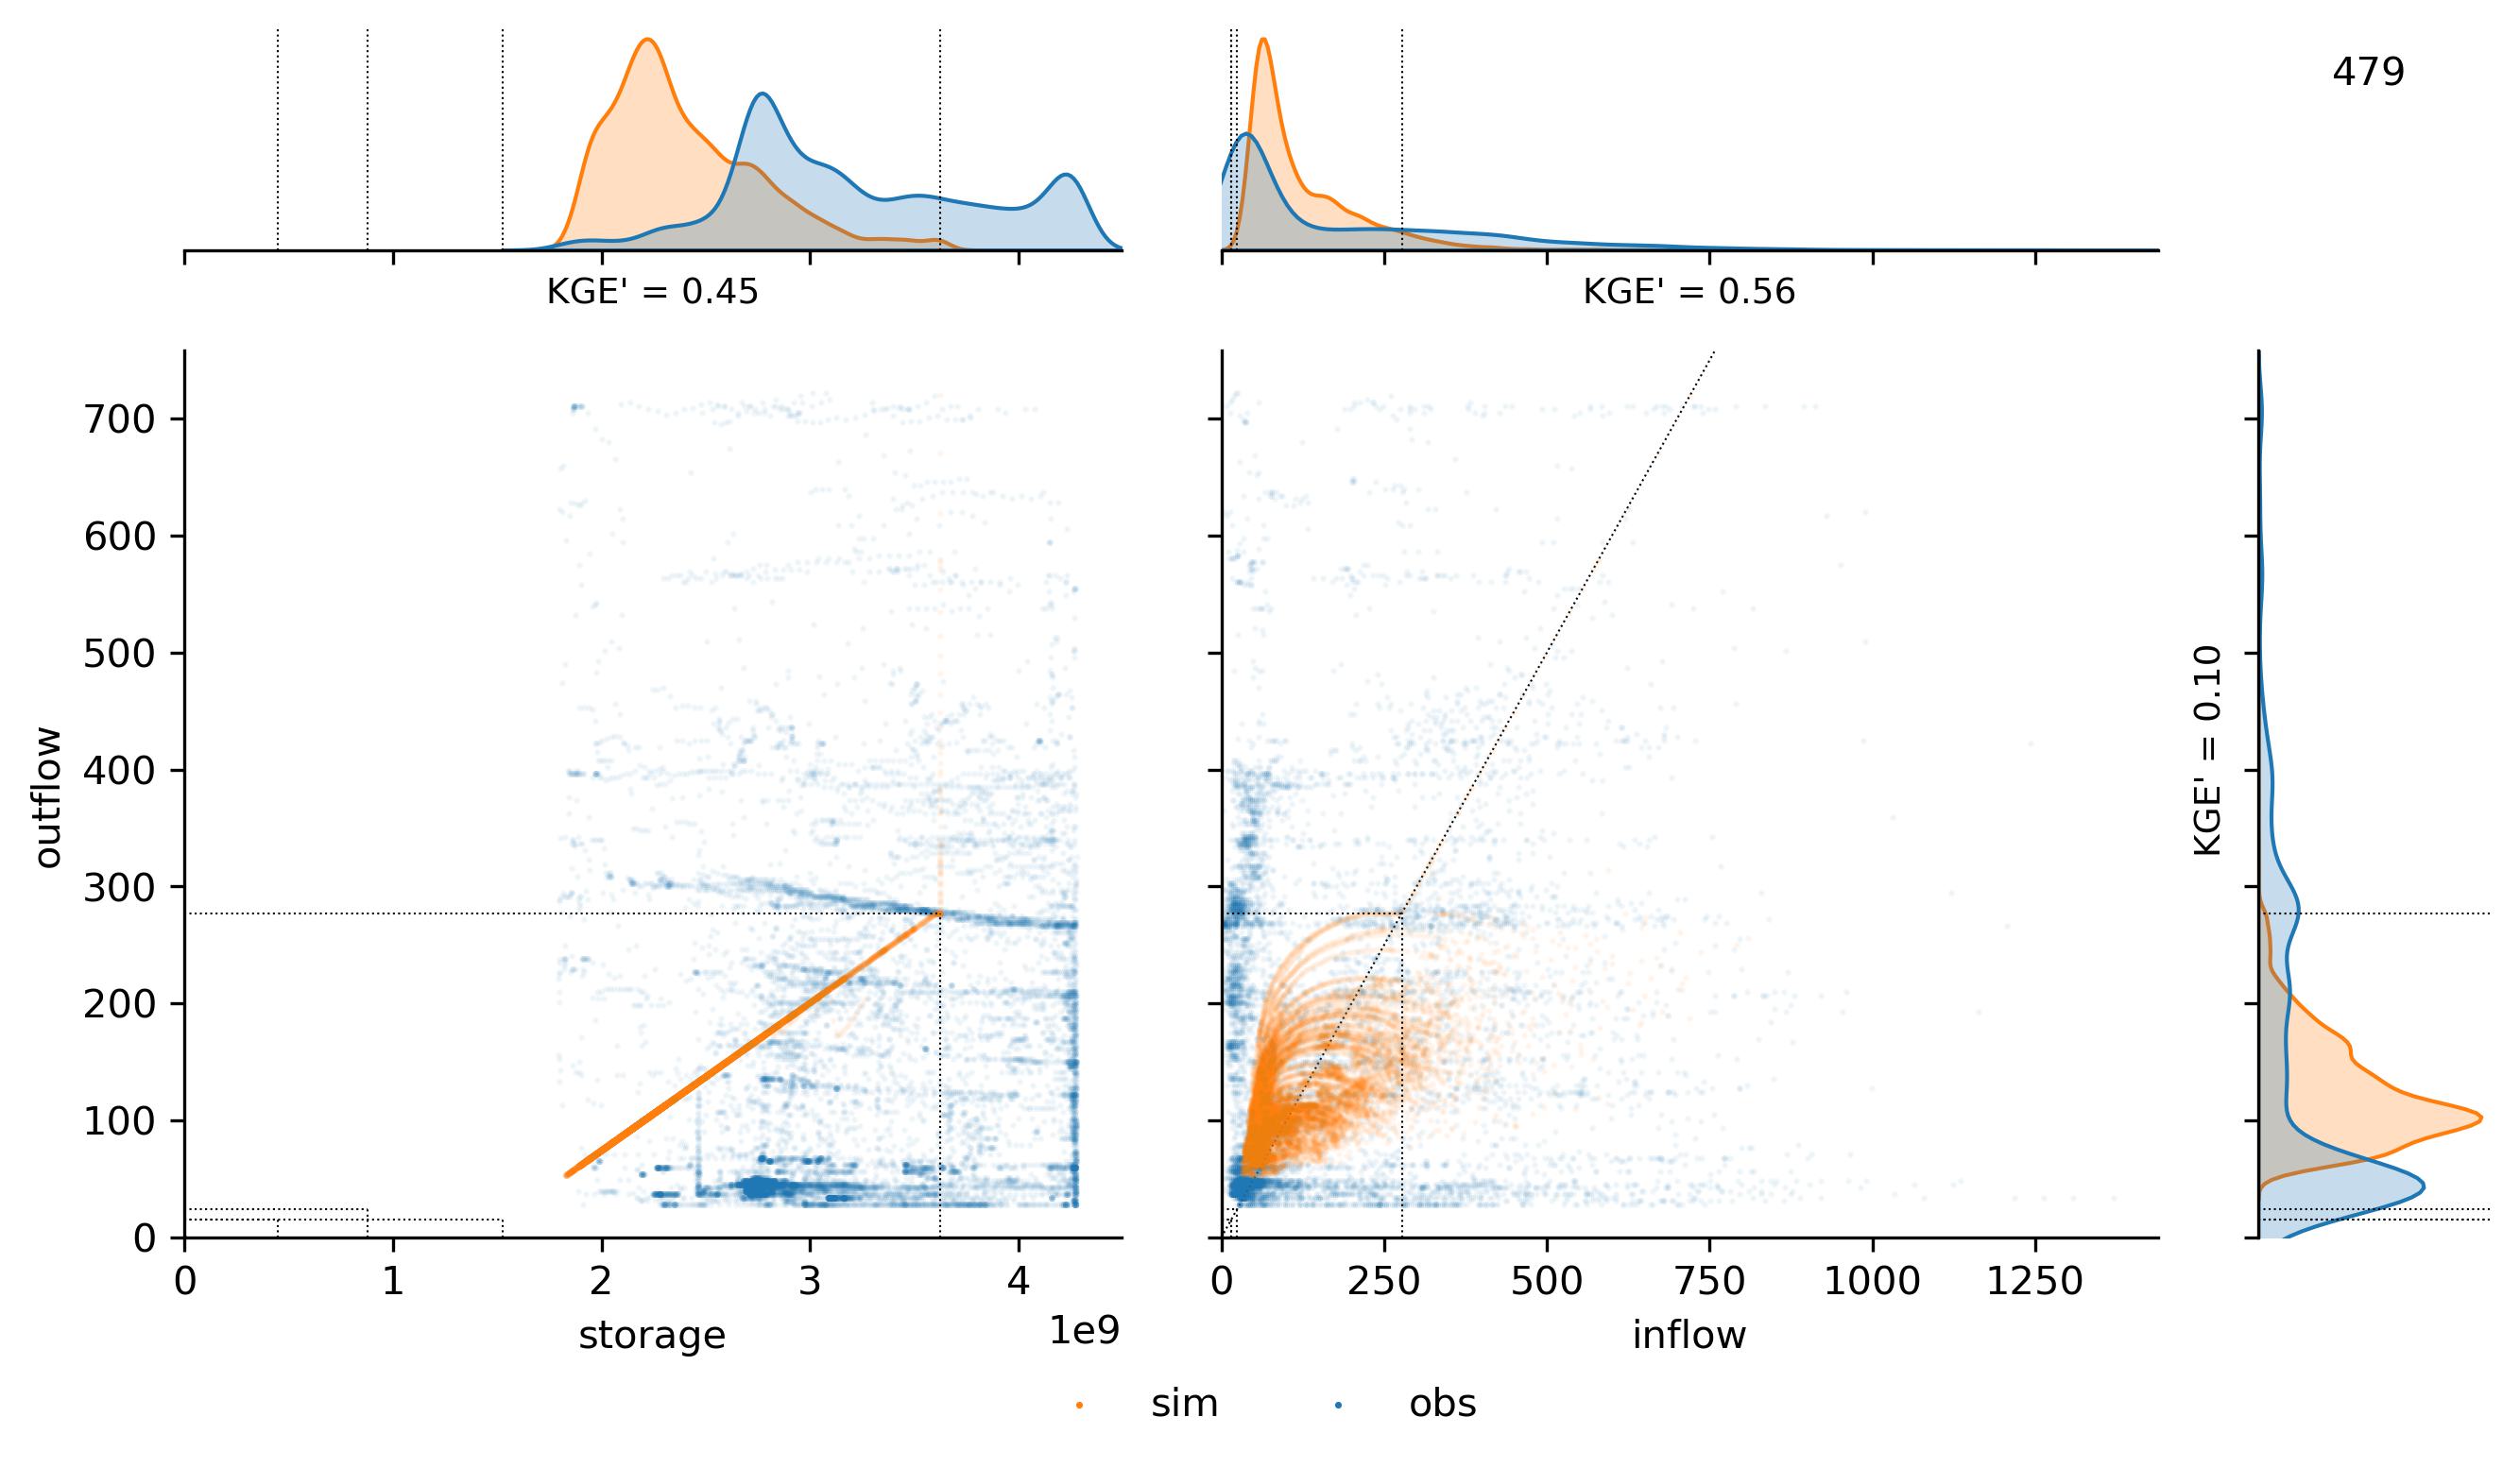 479
KGE' = 0.45
KGE' = 0.56
outflow
700
600
500
400
300
200
100
0
KGE' = 0.10
0 1 2 3 4
0 250 500 750 1000 1250
storage 1e9
inflow
sim obs